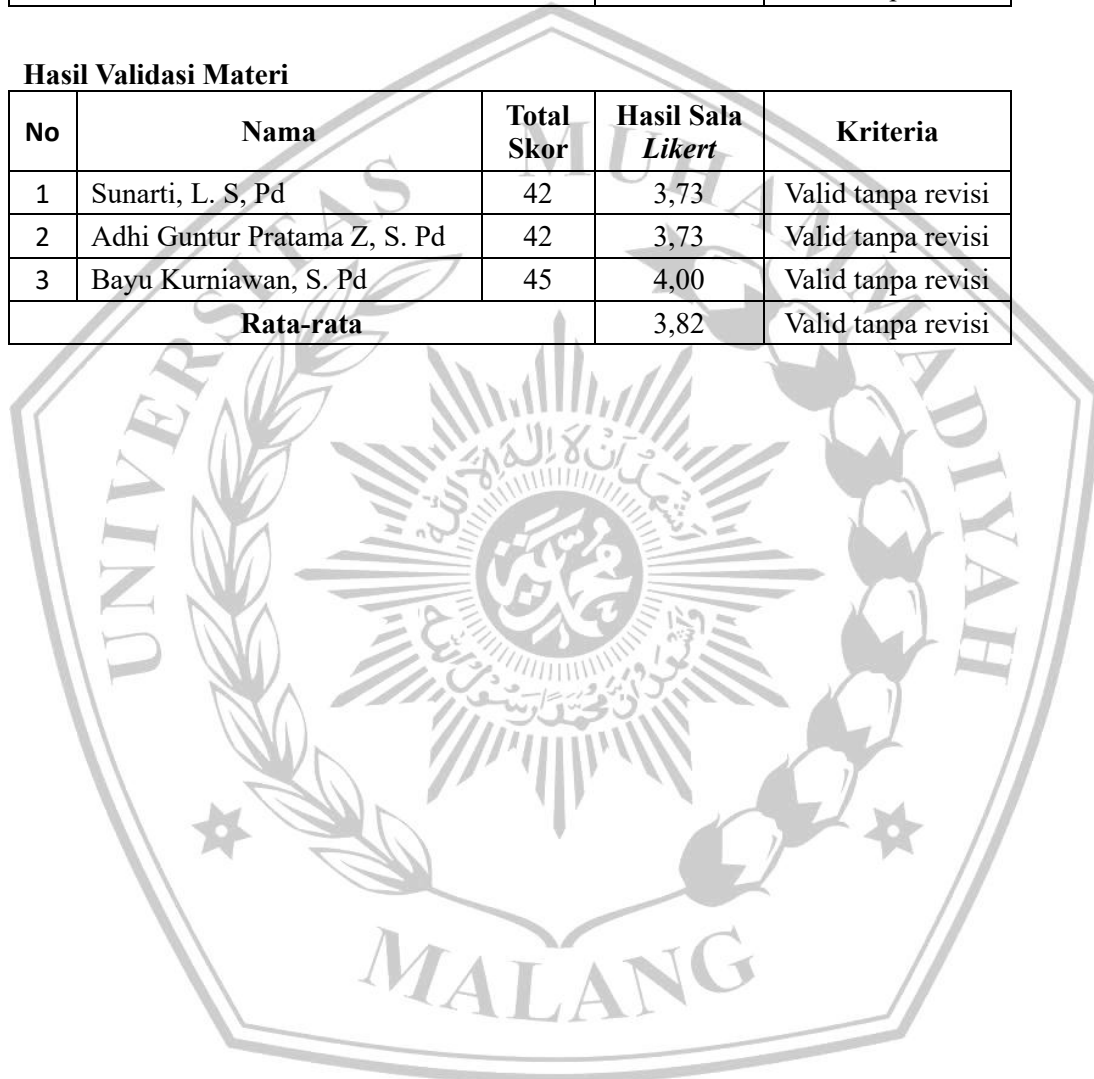 Hasil Validasi Materi
No Nama Total Skor Hasil Sala Likert Kriteria
1 Sunarti, L. S, Pd 42 3,73 Valid tanpa revisi
2 Adhi Guntur Pratama Z, S. Pd 42 3,73 Valid tanpa revisi
3 Bayu Kurniawan, S. Pd 45 4,00 Valid tanpa revisi
Rata-rata 3,82 Valid tanpa revisi
UNIVERSITAS MUHAMMADIYAH
MALANG